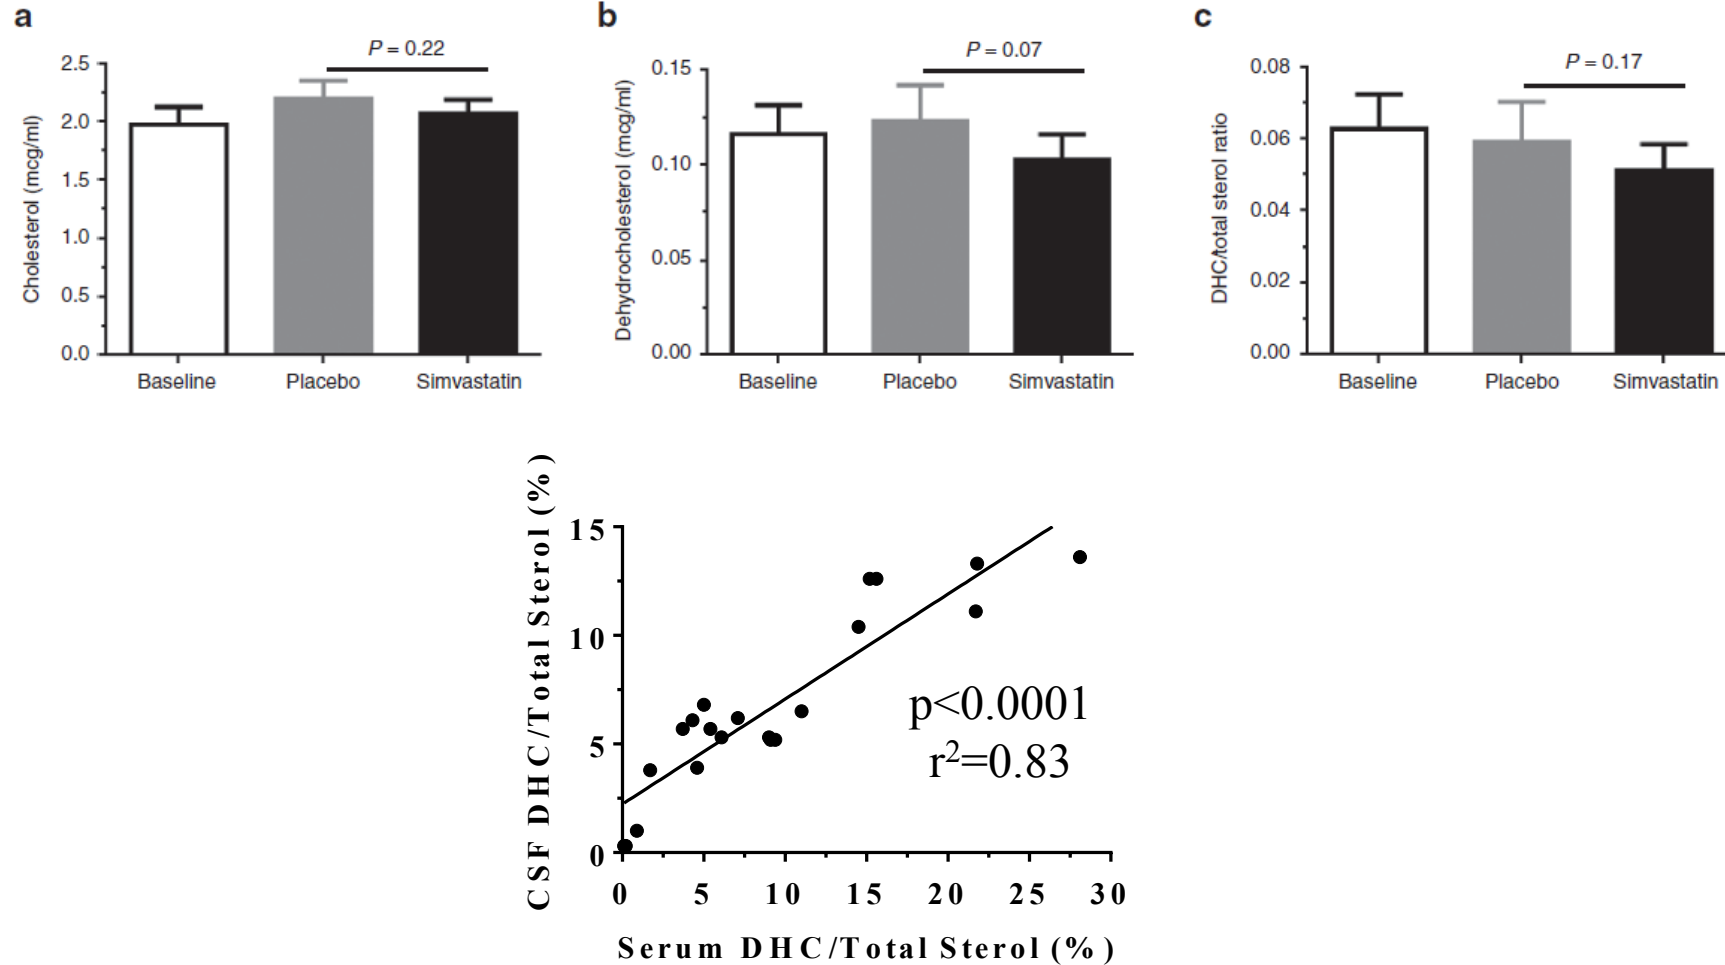 a
P = 0.22
Cholesterol (mcg/ml)
2.5
2.0
1.5
1.0
0.5
0.0
Baseline Placebo Simvastatin
b
P = 0.07
Dehydrocholesterol (mcg/ml)
0.15
0.10
0.05
0.00
Baseline Placebo Simvastatin
c
P = 0.17
DHC/total sterol ratio
0.08
0.06
0.04
0.02
0.00
Baseline Placebo Simvastatin
CSF DHC/Total Sterol (%)
15
10
5
0
p<0.0001
r²=0.83
0 5 10 15 20 25 30
Serum DHC/Total Sterol (%)